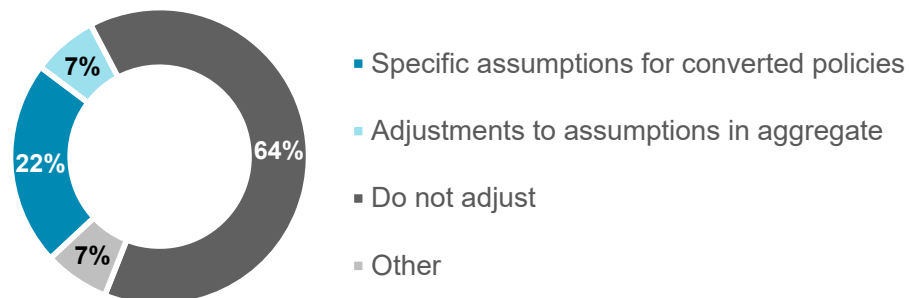 7%
64%
22%
7%
Specific assumptions for converted policies
Adjustments to assumptions in aggregate
Do not adjust
Other